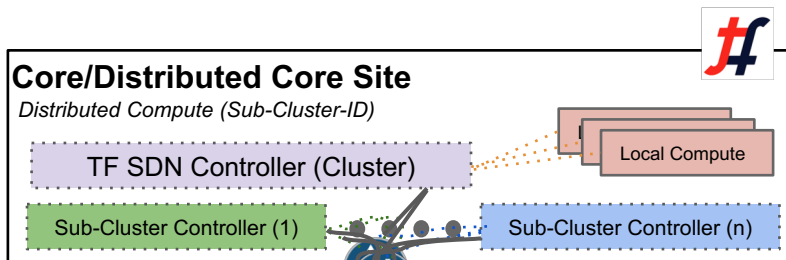 Core/Distributed Core Site
Distributed Compute (Sub-Cluster-ID)
TF SDN Controller (Cluster)
Local Compute
Sub-Cluster Controller (1)
Sub-Cluster Controller (n)